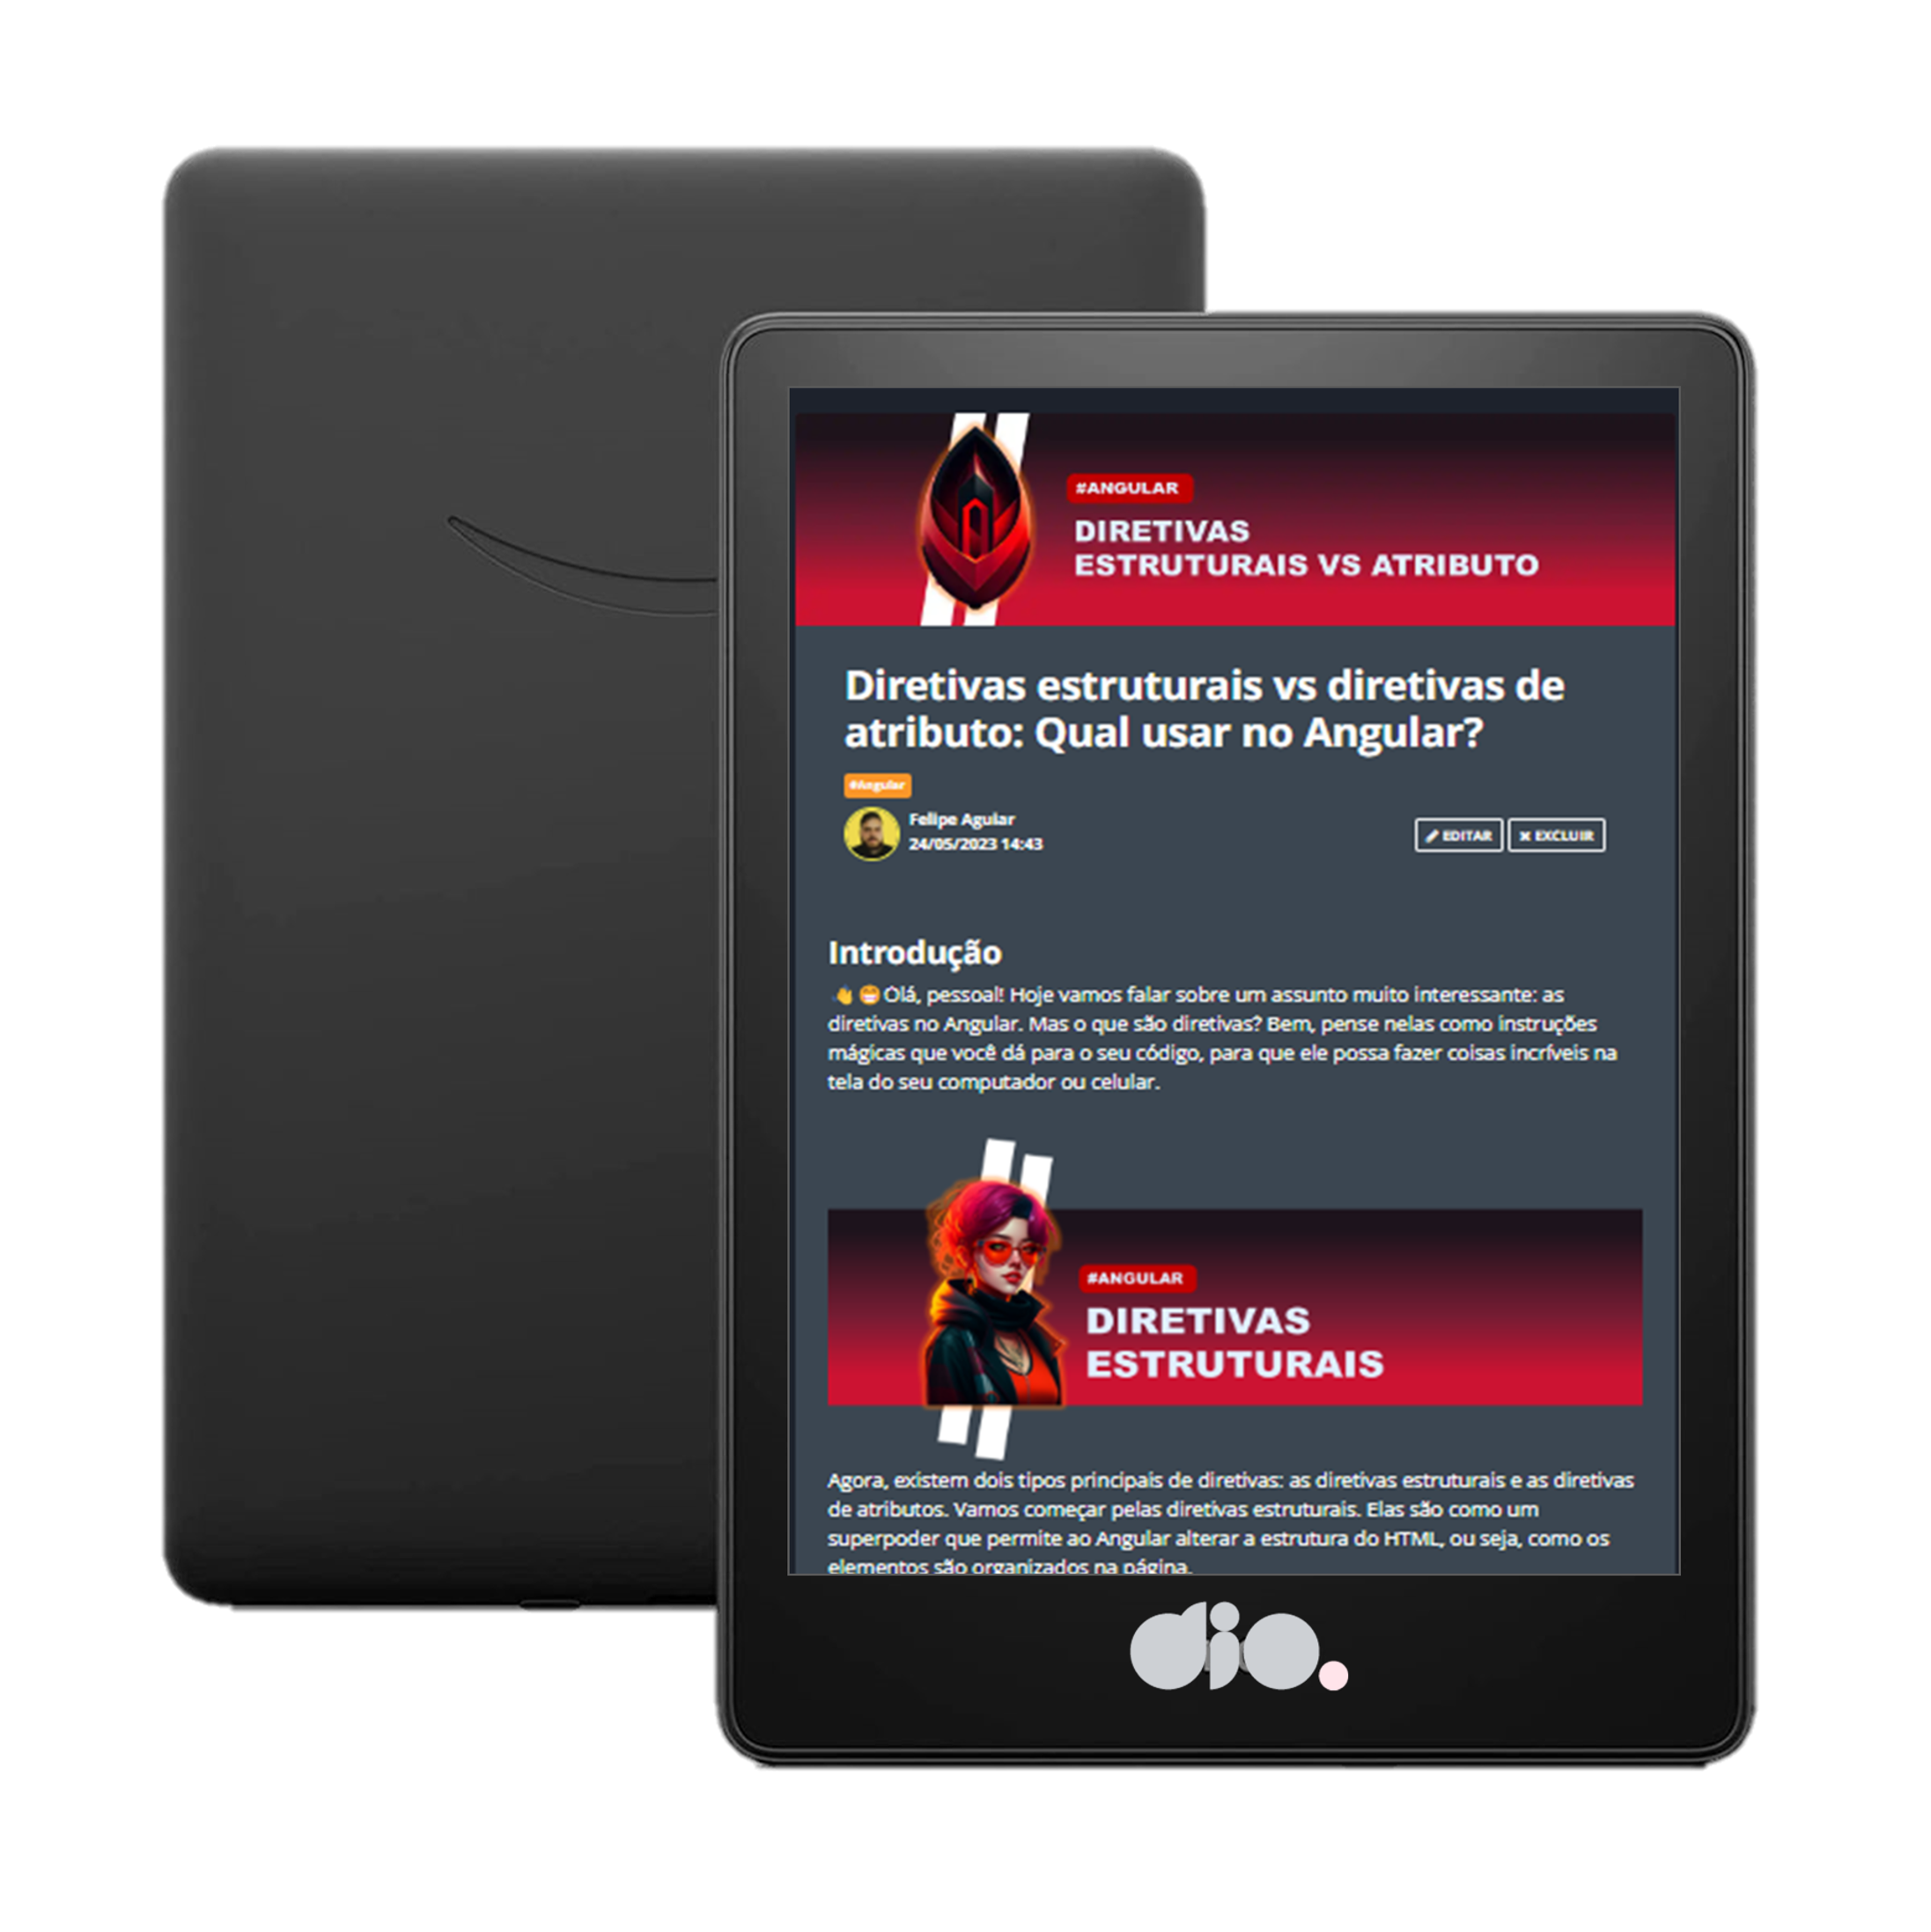 #ANGULAR
DIRETIVAS
ESTRUTURAIS VS ATRIBUTO
Diretivas estruturais vs diretivas de
atributo: Qual usar no Angular?
#Angular
Felipe Aguiar
24/05/2023 14:43
EDITAR
EXCLUIR
Introdução
👋😁Olá, pessoal! Hoje vamos falar sobre um assunto muito interessante: as
diretivas no Angular. Mas o que são diretivas? Bem, pense nelas como instruções
mágicas que você dá para o seu código, para que ele possa fazer coisas incríveis na
tela do seu computador ou celular.
#ANGULAR
DIRETIVAS
ESTRUTURAIS
Agora, existem dois tipos principais de diretivas: as diretivas estruturais e as diretivas
de atributos. Vamos começar pelas diretivas estruturais. Elas são como um
superpoder que permite ao Angular alterar a estrutura do HTML, ou seja, como os
elementos são organizados na página.
dio.